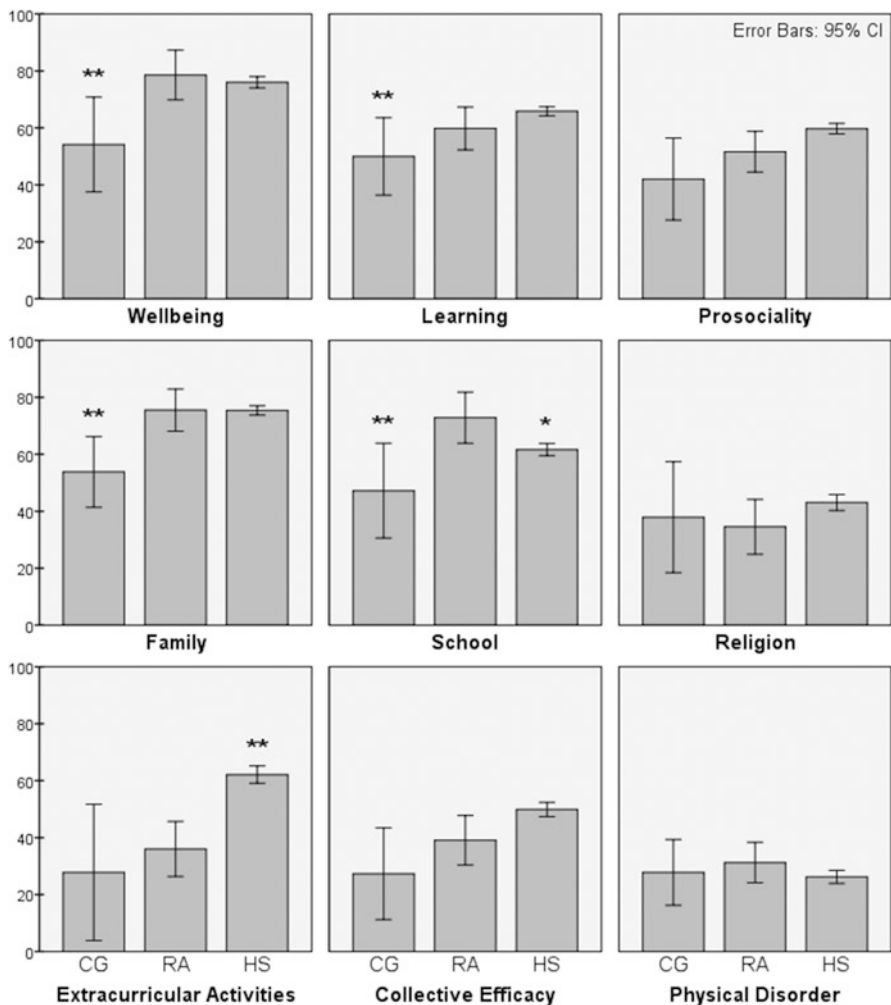 100
80
60
40
20
0
**
**
Error Bars: 95% CI
Wellbeing
Learning
Prosociality
100
80
60
40
20
0
**
**
*
Family
School
Religion
100
80
60
40
20
0
**
CG RA HS
CG RA HS
CG RA HS
Extracurricular Activities
Collective Efficacy
Physical Disorder